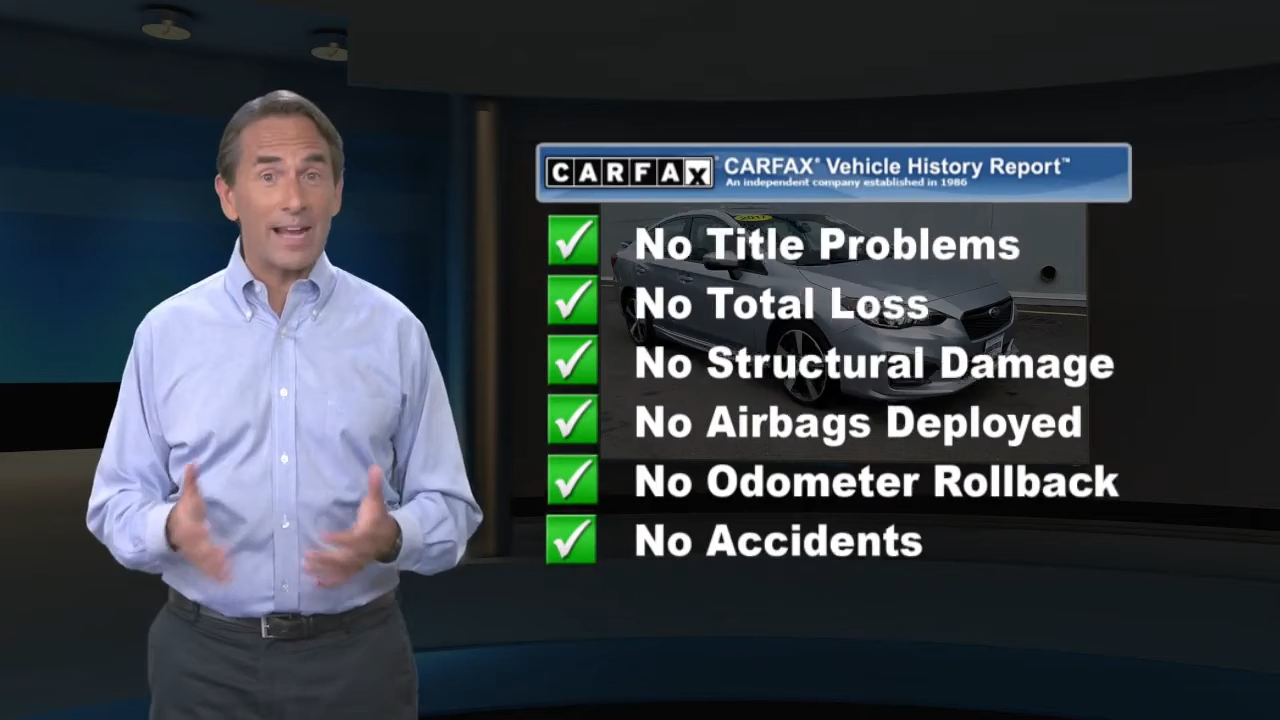 CARFAX® CARFAX® Vehicle History Report™
An independent company established in 1986
2017
No Title Problems
No Total Loss
No Structural Damage
No Airbags Deployed
No Odometer Rollback
No Accidents